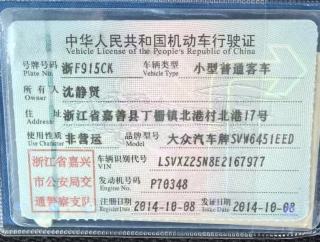 中华人民共和国机动车行驶证
Vehicle License of the People's Republic of China
号牌号码 浙F915CK 车辆类型 小型普通客车
Plate No. Vehicle Type
所有人 沈静贤
Owner
住址 浙江省嘉善县丁栅镇北港村北港17号
Address
使用性质 非营运 品牌型号 大众汽车牌SVW6451EED
Use Character Model
浙江省嘉兴
市公安局交
通警察支队
车辆识别代号 LSVXZ25N8E2167977
VIN
发动机号码 P70348
Engine No.
注册日期 2014-10-08 发证日期 2014-10-08
Register Date Issue Date